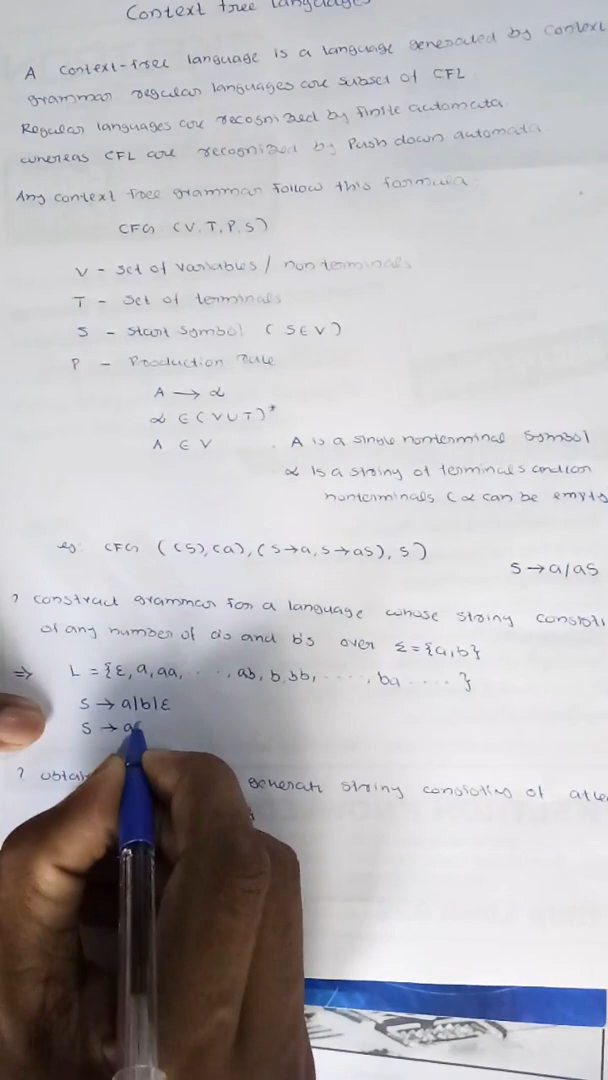 Context free languages
A context-free language is a language generated by context
grammar regular languages are subset of CFL
Regular languages are recognized by finite automata
whereas CFL are recognized by Push down automata
Any context free grammar follow this formula
CFG (V, T, P, S)
V - set of variables / non terminals
T - set of terminals
S - start symbol (S ∈ V)
P - Production rule
A → α
α ∈ (V U T)*
A ∈ V . A is a single nonterminal symbol
α is a string of terminals and/or
nonterminals (α can be empty
eg: CFG ((S), (a), (S→a, S→aS), S)
S → a/aS
? construct grammar for a language whose string consists
of any number of a's and b's over Σ = {a, b}
⇒ L = {ε, a, aa, . . . , ab, b, bb, . . . . , ba . . . . }
S → a|b|ε
S → a
? obtai generate string consisting of